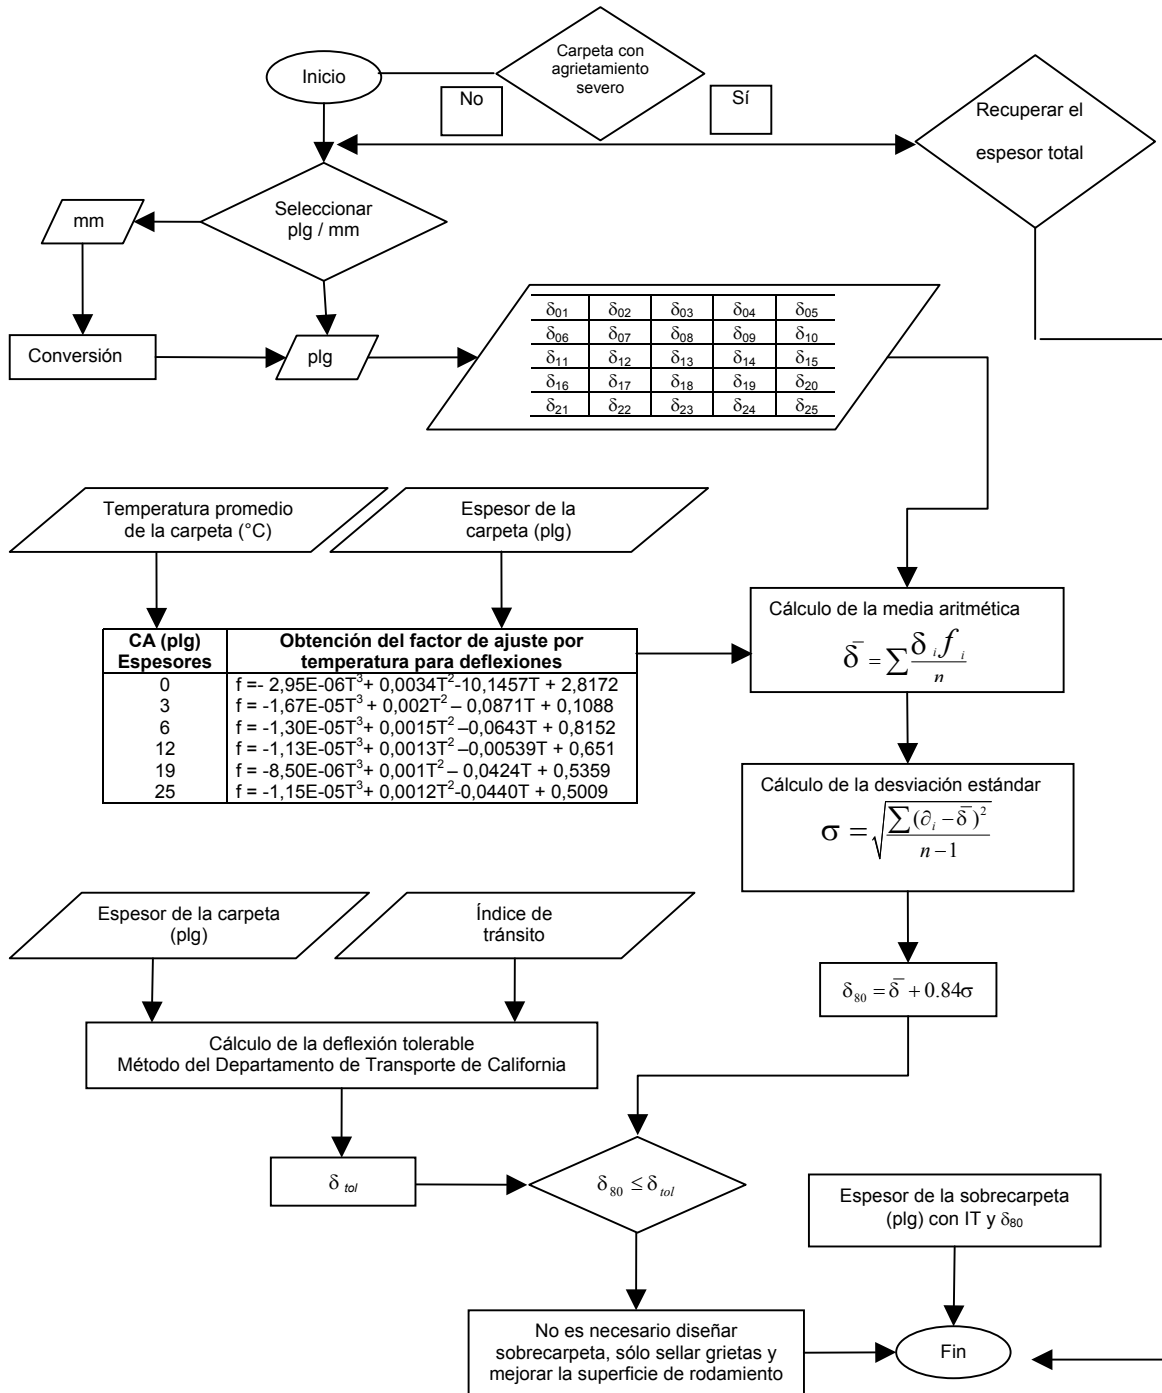 Inicio
Carpeta con
agrietamiento
severo
No
Sí
Recuperar el
espesor total
Seleccionar
plg / mm
mm
Conversión
plg
δ01 δ02 δ03 δ04 δ05
δ06 δ07 δ08 δ09 δ10
δ11 δ12 δ13 δ14 δ15
δ16 δ17 δ18 δ19 δ20
δ21 δ22 δ23 δ24 δ25
Temperatura promedio
de la carpeta (°C)
Espesor de la
carpeta (plg)
CA (plg)
Espesores
Obtención del factor de ajuste por
temperatura para deflexiones
0 f =- 2,95E-06T³+ 0,0034T²-10,1457T + 2,8172
3 f = -1,67E-05T³+ 0,002T² – 0,0871T + 0,1088
6 f = -1,30E-05T³+ 0,0015T² –0,0643T + 0,8152
12 f = -1,13E-05T³+ 0,0013T² –0,00539T + 0,651
19 f = -8,50E-06T³+ 0,001T² – 0,0424T + 0,5359
25 f = -1,15E-05T³+ 0,0012T²-0,0440T + 0,5009
Cálculo de la media aritmética
δ̄ = ∑ δi fi / n
Cálculo de la desviación estándar
σ = √(∑(∂i − δ̄)² / n − 1)
δ80 = δ̄ + 0.84σ
Espesor de la carpeta
(plg)
Índice de
tránsito
Cálculo de la deflexión tolerable
Método del Departamento de Transporte de California
δ tol
δ80 ≤ δtol
Espesor de la sobrecarpeta
(plg) con IT y δ80
No es necesario diseñar
sobrecarpeta, sólo sellar grietas y
mejorar la superficie de rodamiento
Fin